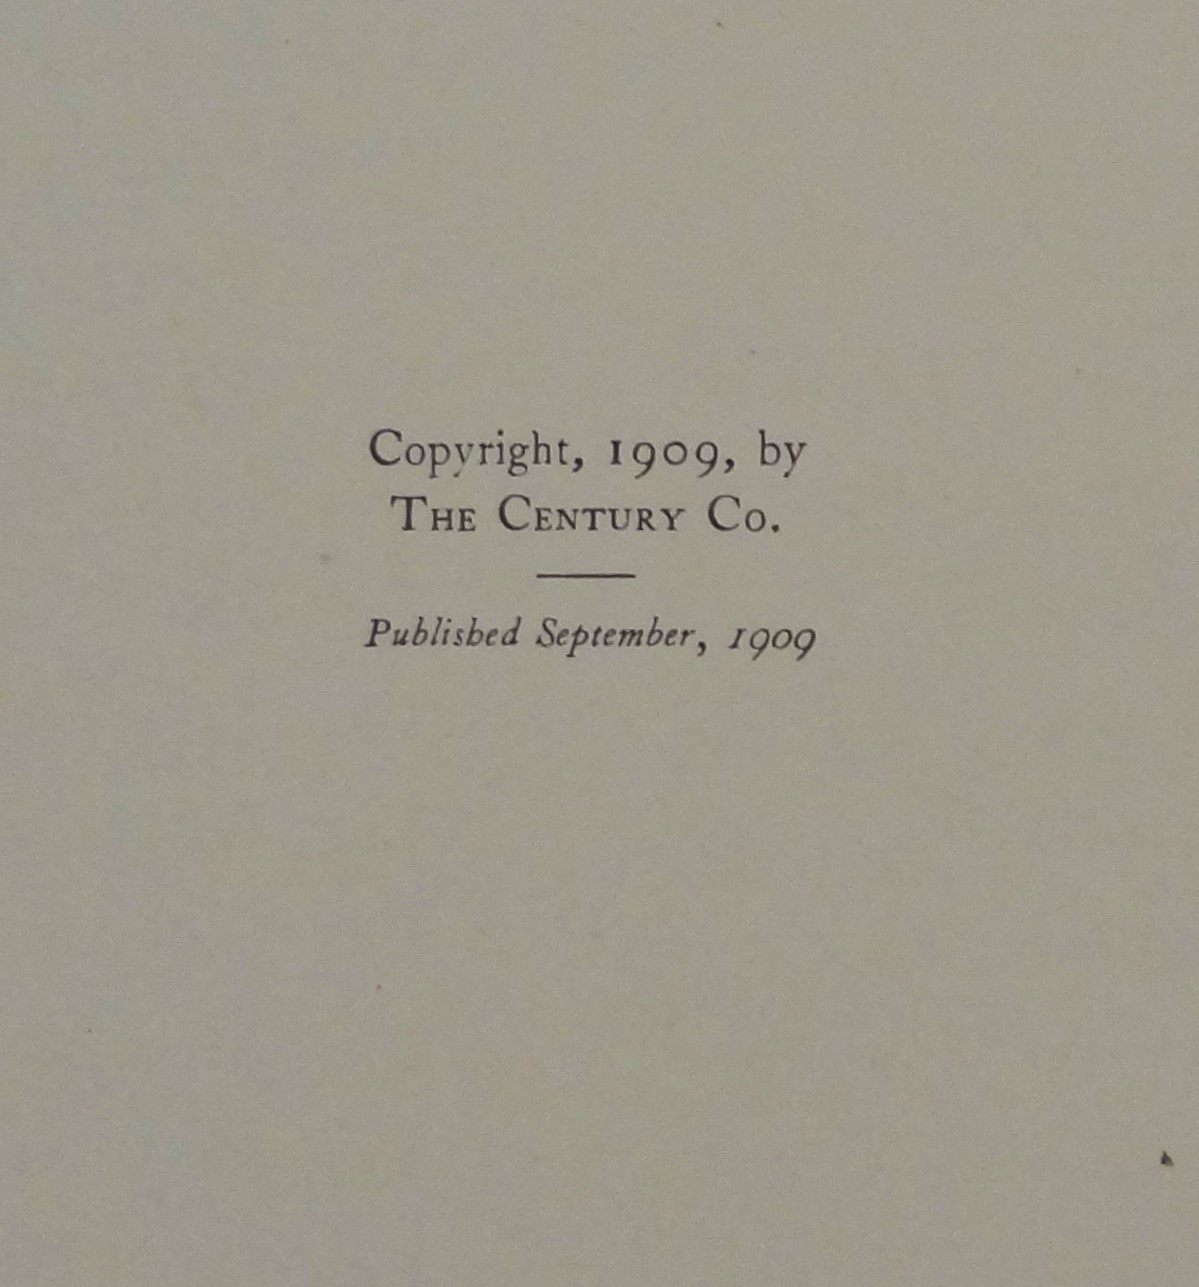 Copyright, 1909, by
THE CENTURY CO.
Published September, 1909